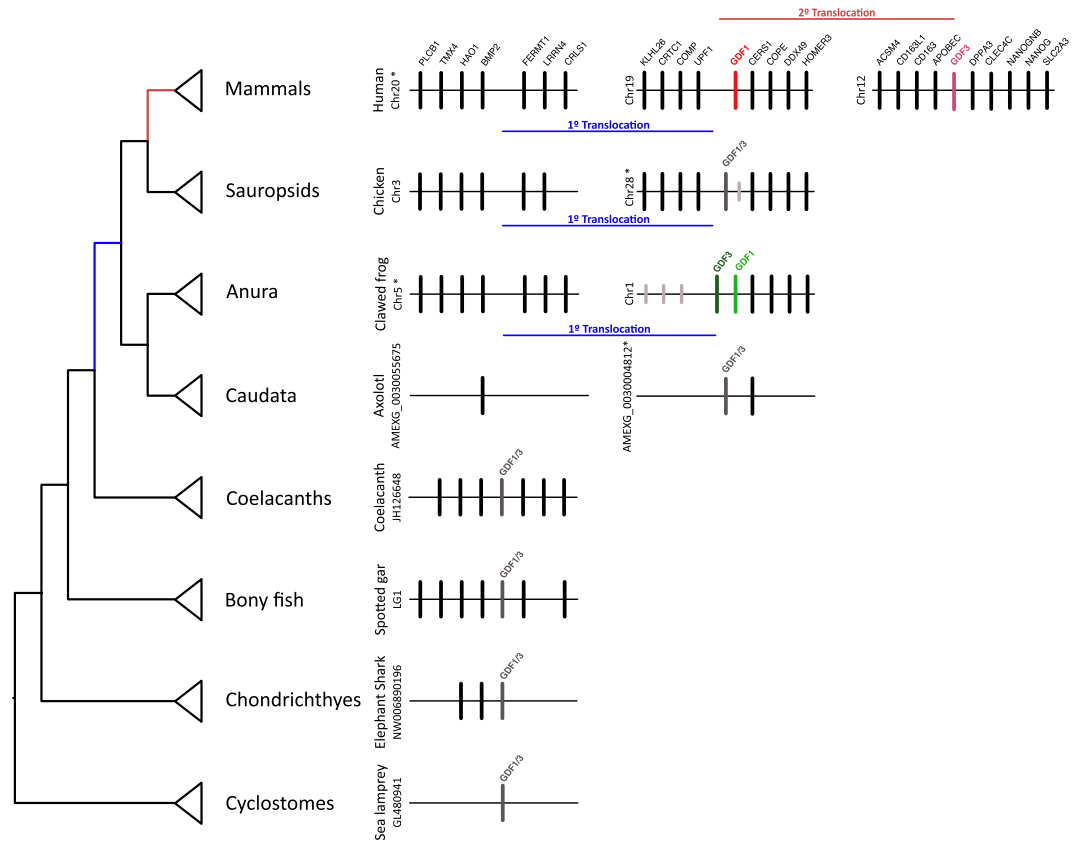 2º Translocation
PLCB1
TMX4
HAO1
BMP2
FERMT1
LRRN4
CRLS1
KLHL26
CRTC1
COMP
UPF1
GDF1
CERS1
COPE
DDX49
HOMER3
ACSM4
CD163L1
CD163
APOBEC
GDF3
DPPA3
CLEC4C
NANOGNB
NANOG
SLC2A3
Mammals
Human
Chr20 *
Chr19
Chr12
1º Translocation
GDF1/3
Sauropsids
Chicken
Chr3
Chr28 *
1º Translocation
GDF3
GDF1
Anura
Clawed frog
Chr5 *
Chr1
1º Translocation
GDF1/3
Caudata
Axolotl
AMEXG_0030055675
AMEXG_0030004812*
GDF1/3
Coelacanths
Coelacanth
JH126648
GDF1/3
Bony fish
Spotted gar
LG1
GDF1/3
Chondrichthyes
Elephant Shark
NW006890196
GDF1/3
Cyclostomes
Sea lamprey
GL480941